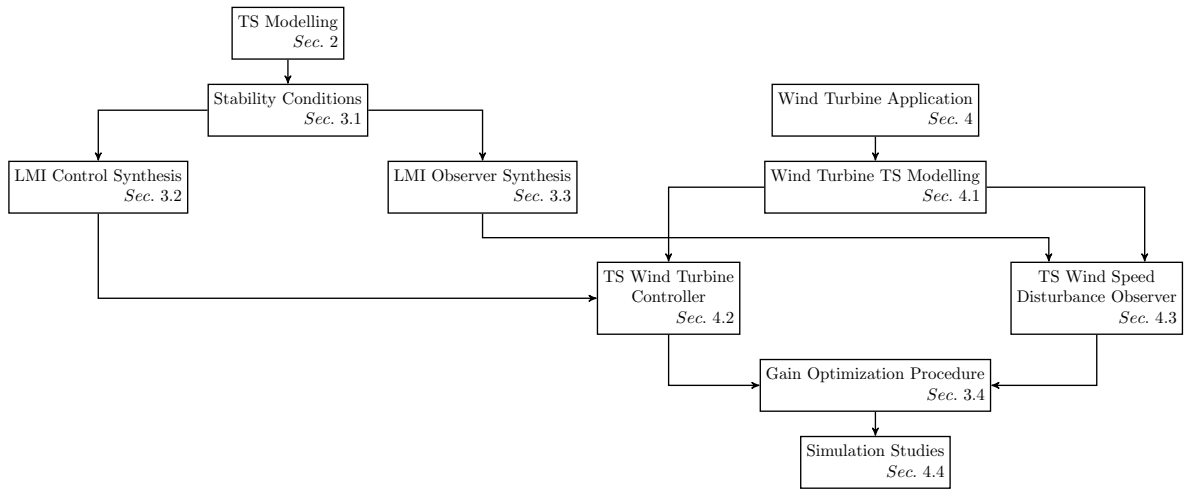 TS Modelling
Sec. 2
Stability Conditions
Sec. 3.1
Wind Turbine Application
Sec. 4
LMI Control Synthesis
Sec. 3.2
LMI Observer Synthesis
Sec. 3.3
Wind Turbine TS Modelling
Sec. 4.1
TS Wind Turbine
Controller
Sec. 4.2
TS Wind Speed
Disturbance Observer
Sec. 4.3
Gain Optimization Procedure
Sec. 3.4
Simulation Studies
Sec. 4.4